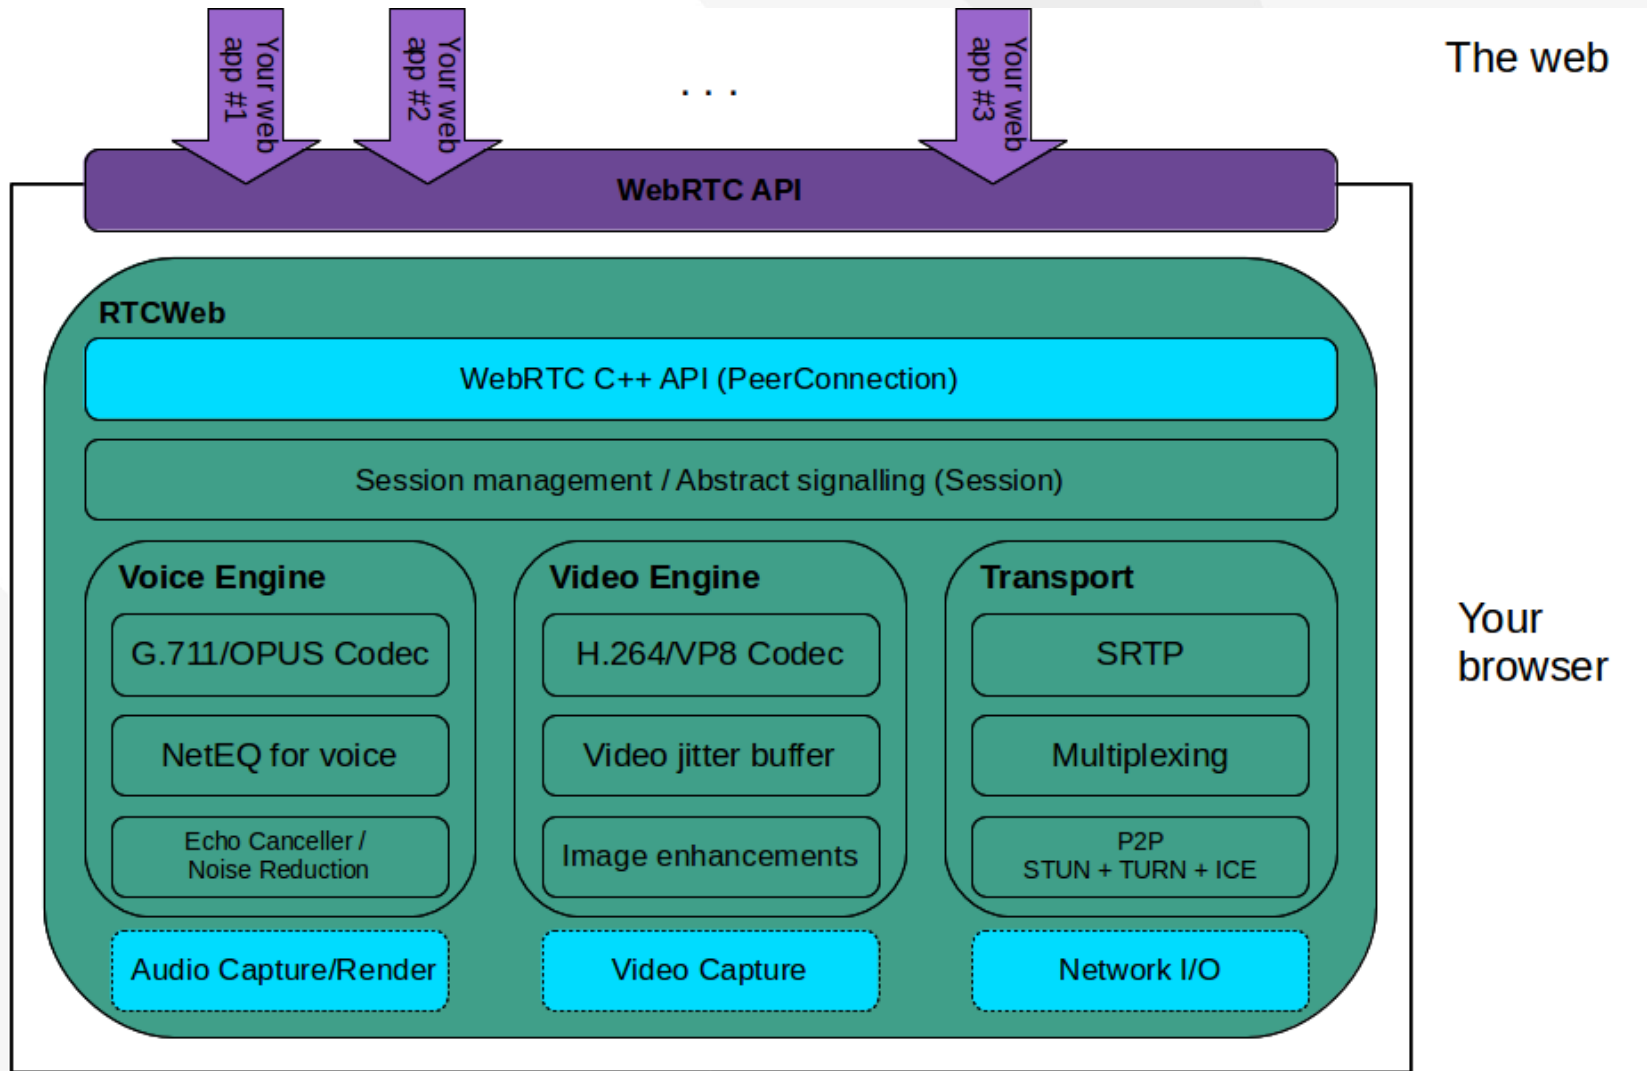 Your web
app #1
Your web
app #2
. . .
Your web
app #3
The web
WebRTC API
RTCWeb
WebRTC C++ API (PeerConnection)
Session management / Abstract signalling (Session)
Voice Engine
G.711/OPUS Codec
NetEQ for voice
Echo Canceller /
Noise Reduction
Video Engine
H.264/VP8 Codec
Video jitter buffer
Image enhancements
Transport
SRTP
Multiplexing
P2P
STUN + TURN + ICE
Audio Capture/Render
Video Capture
Network I/O
Your
browser